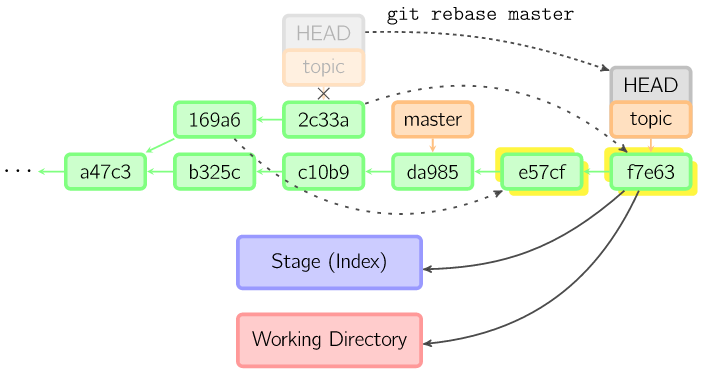 git rebase master
HEAD
topic
HEAD
topic
169a6
2c33a
master
...
a47c3
b325c
c10b9
da985
e57cf
f7e63
Stage (Index)
Working Directory